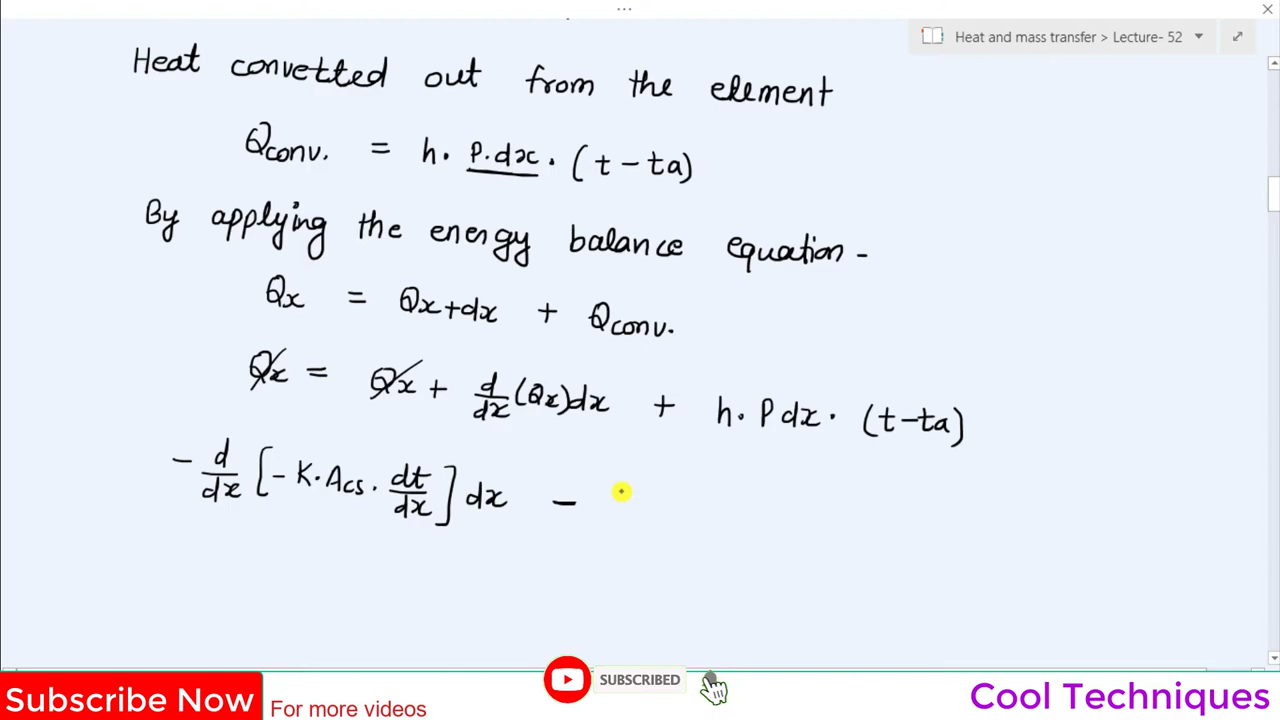 ...
Heat and mass transfer > Lecture- 52
Heat convetted out from the element
Qconv. = h. P.dx . (t - ta)
By applying the energy balance equation -
Qx = Qx+dx + Qconv.
Qx = Qx + d/dx (Qx)dx + h. Pdx. (t-ta)
- d/dx [- K. Acs . dt/dx] dx -
SUBSCRIBED
Subscribe Now For more videos
Cool Techniques